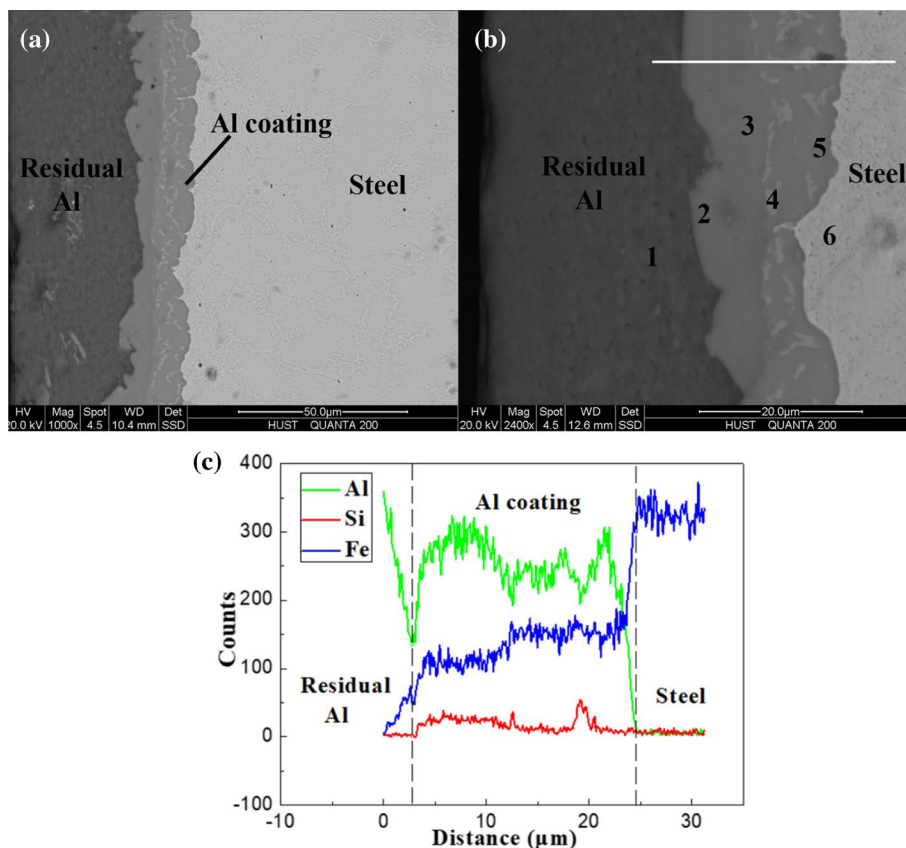 (a)
Al coating
Residual
Al
Steel
HV Mag Spot WD Det
20.0 kV 1000x 4.5 10.4 mm SSD
50.0µm
HUST QUANTA 200
(b)
3
5
Residual
Al
Steel
2
4
6
1
HV Mag Spot WD Det
20.0 kV 2400x 4.5 12.6 mm SSD
20.0µm
HUST QUANTA 200
(c)
400
300
200
100
0
-100
Counts
Al
Si
Fe
Al coating
Residual
Al
Steel
-10 0 10 20 30
Distance (µm)